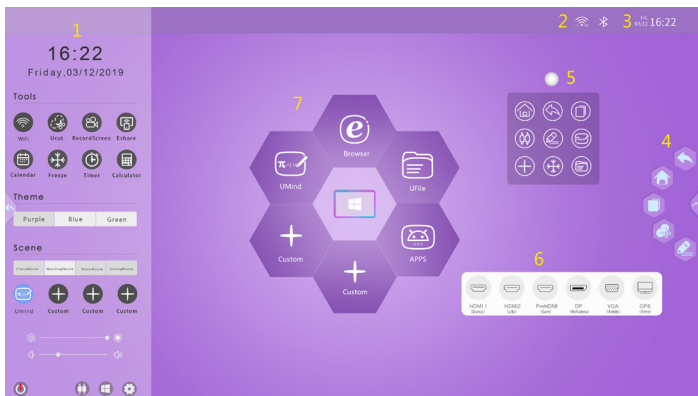 1
16:22
Friday,03/12/2019
Tools
Wifi Ucut RecordScreen Eshare
Calendar Freeze Timer Calculator
Theme
Purple Blue Green
Scene
Umind Custom Custom Custom
2
3
16:22
7
Browser
UMind
UFile
Custom
APPS
Custom
5
4
6
HDMI 1 HDMI2 PreHDMI DP VGA OPS